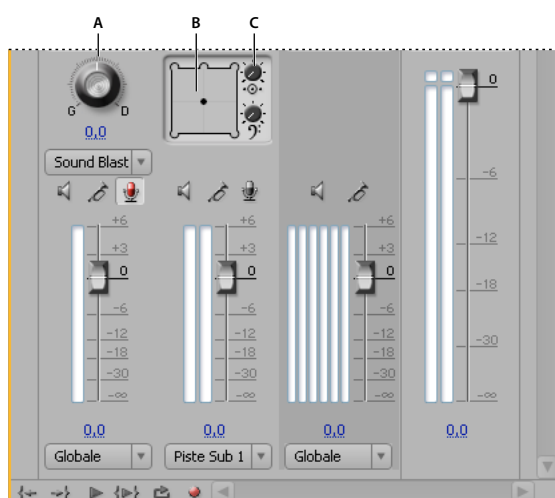 A B C
G D
0,0
0
-6
-12
-18
-30
-∞
Sound Blast
+6 +6 +6
+3 +3 +3
0 0 0
-6 -6 -6
-12 -12 -12
-18 -18 -18
-30 -30 -30
-∞ -∞ -∞
0,0 0,0 0,0 0,0
Globale Piste Sub 1 Globale